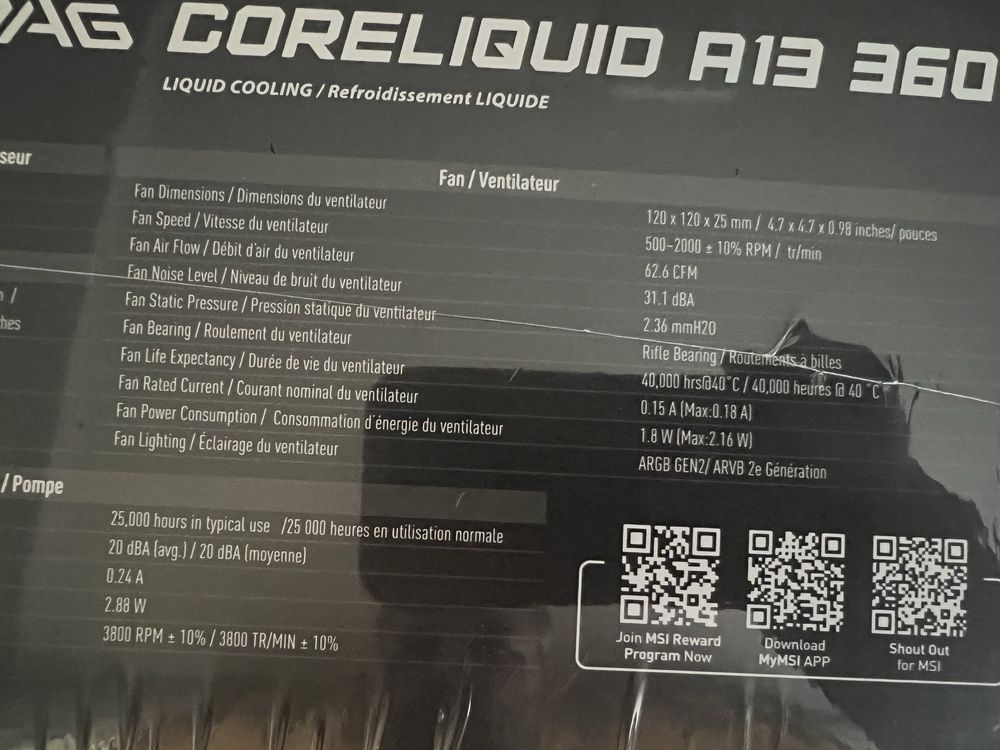 AG CORELIQUID A13 360
LIQUID COOLING / Refroidissement LIQUIDE
seur
Fan / Ventilateur
Fan Dimensions / Dimensions du ventilateur 120 x 120 x 25 mm / 4.7 x 4.7 x 0.98 inches/ pouces
Fan Speed / Vitesse du ventilateur 500~2000 ± 10% RPM / tr/min
Fan Air Flow / Débit d'air du ventilateur 62.6 CFM
Fan Noise Level / Niveau de bruit du ventilateur 31.1 dBA
Fan Static Pressure / Pression statique du ventilateur 2.36 mmH2O
Fan Bearing / Roulement du ventilateur Rifle Bearing / Roulements à billes
Fan Life Expectancy / Durée de vie du ventilateur 40,000 hrs@40°C / 40,000 heures @ 40 °C
Fan Rated Current / Courant nominal du ventilateur 0.15 A (Max:0.18 A)
Fan Power Consumption / Consommation d'énergie du ventilateur 1.8 W (Max:2.16 W)
Fan Lighting / Éclairage du ventilateur ARGB GEN2/ ARVB 2e Génération
/ Pompe
25,000 hours in typical use /25 000 heures en utilisation normale
20 dBA (avg.) / 20 dBA (moyenne)
0.24 A
2.88 W
3800 RPM ± 10% / 3800 TR/MIN ± 10%
Join MSI Reward
Program Now
Download
MyMSI APP
Shout Out
for MSI